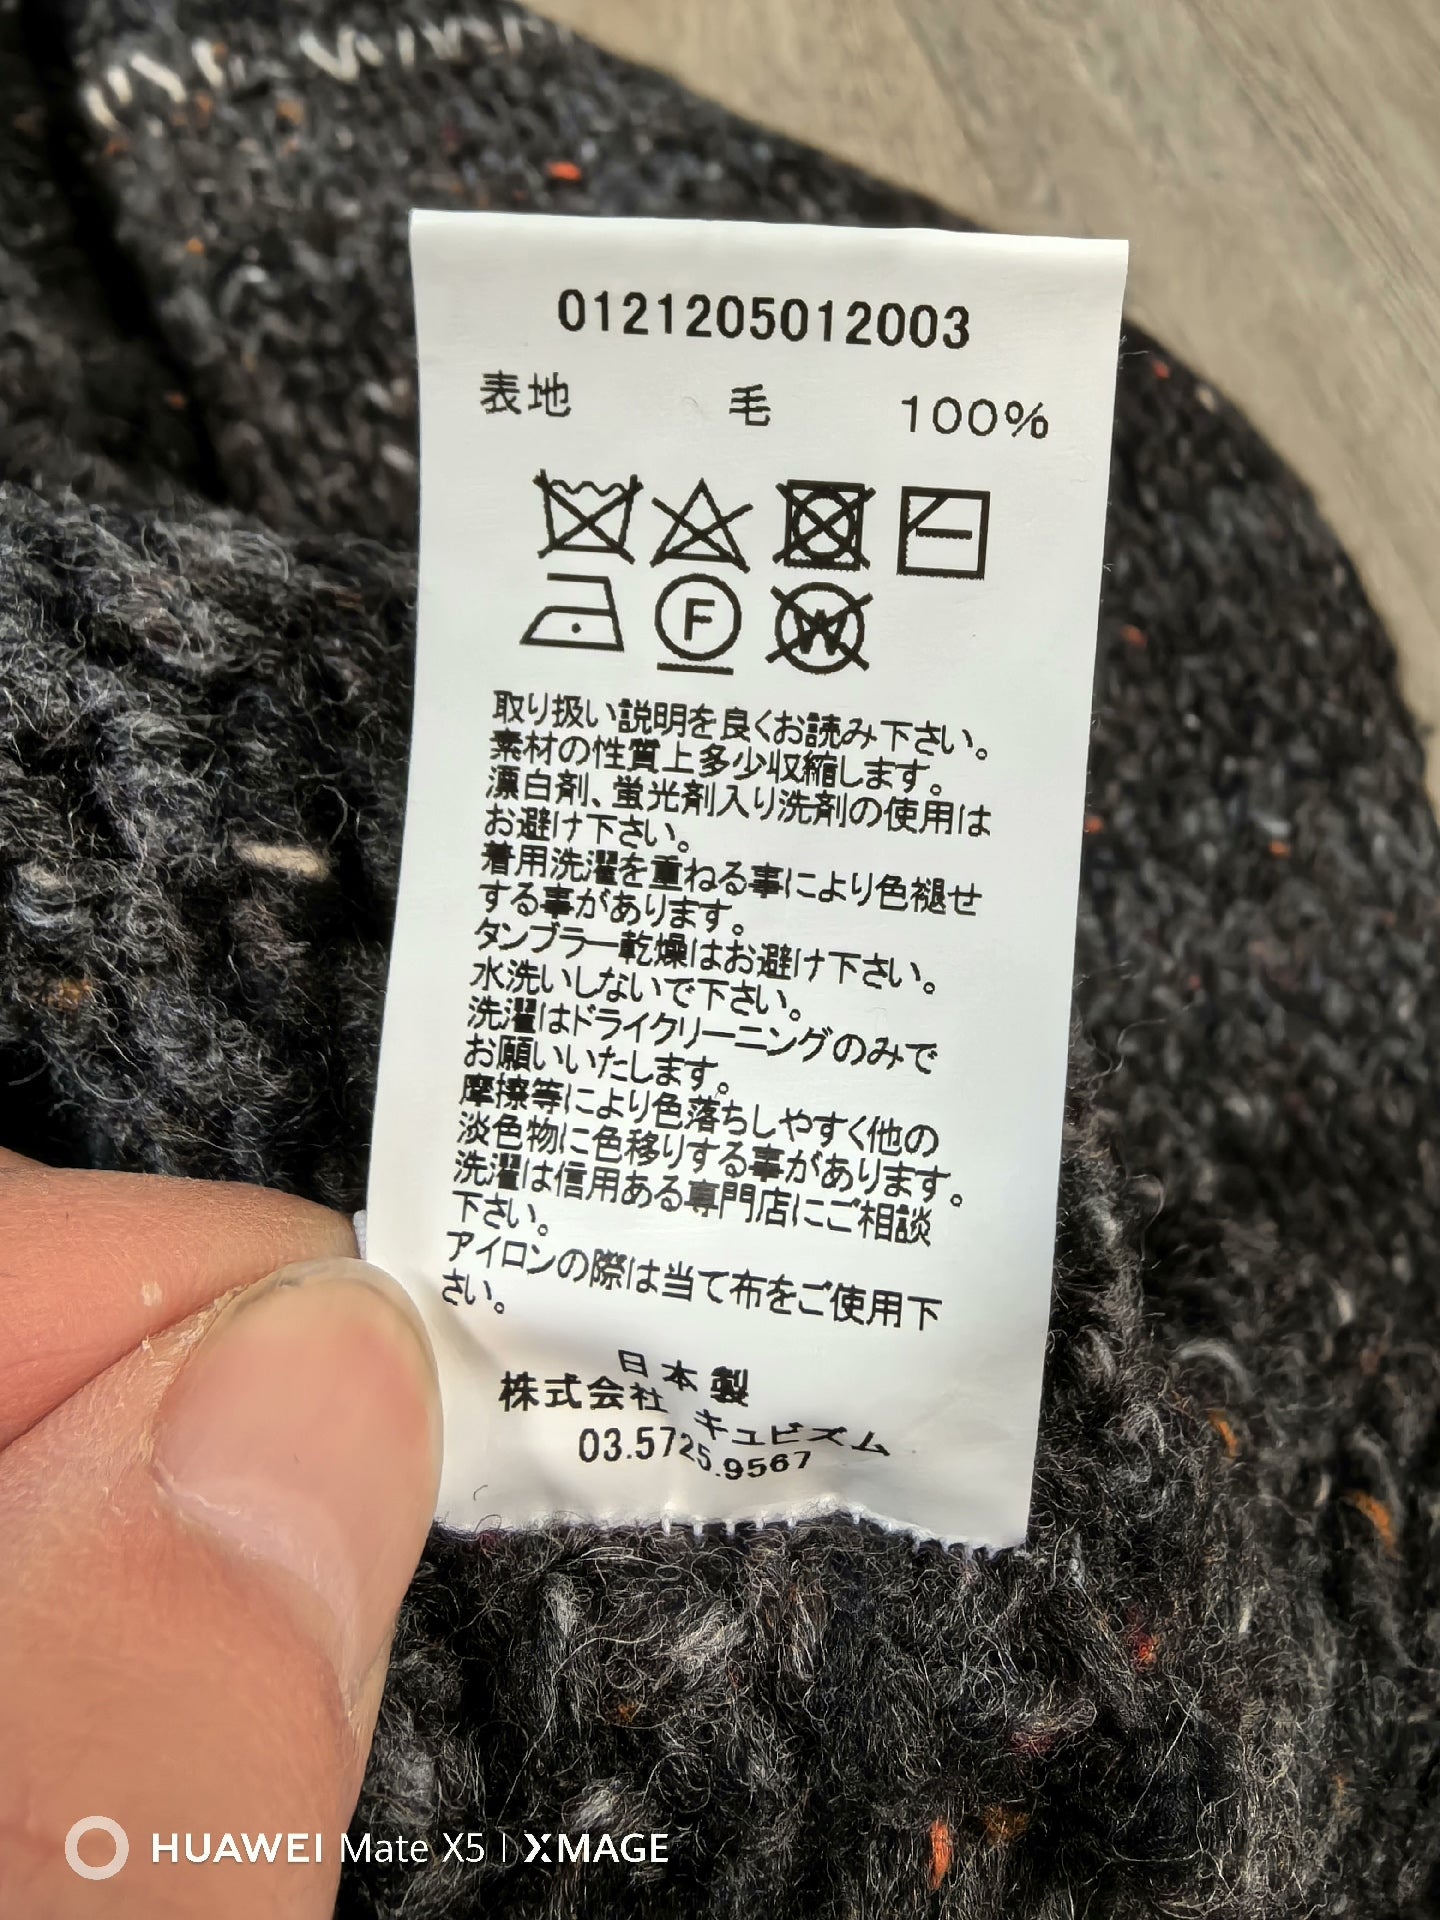 0121205012003
表地 毛 100%
F W
取り扱い説明を良くお読み下さい。
素材の性質上多少収縮します。
漂白剤、蛍光剤入り洗剤の使用は
お避け下さい。
着用洗濯を重ねる事により色褪せ
する事があります。
タンブラー乾燥はお避け下さい。
水洗いしないで下さい。
洗濯はドライクリーニングのみで
お願いいたします。
摩擦等により色落ちしやすく他の
淡色物に色移りする事があります。
洗濯は信用ある専門店にご相談
下さい。
アイロンの際は当て布をご使用下
さい。
日本製
株式会社 キュビズム
03.5725.9567
HUAWEI Mate X5 | XMAGE